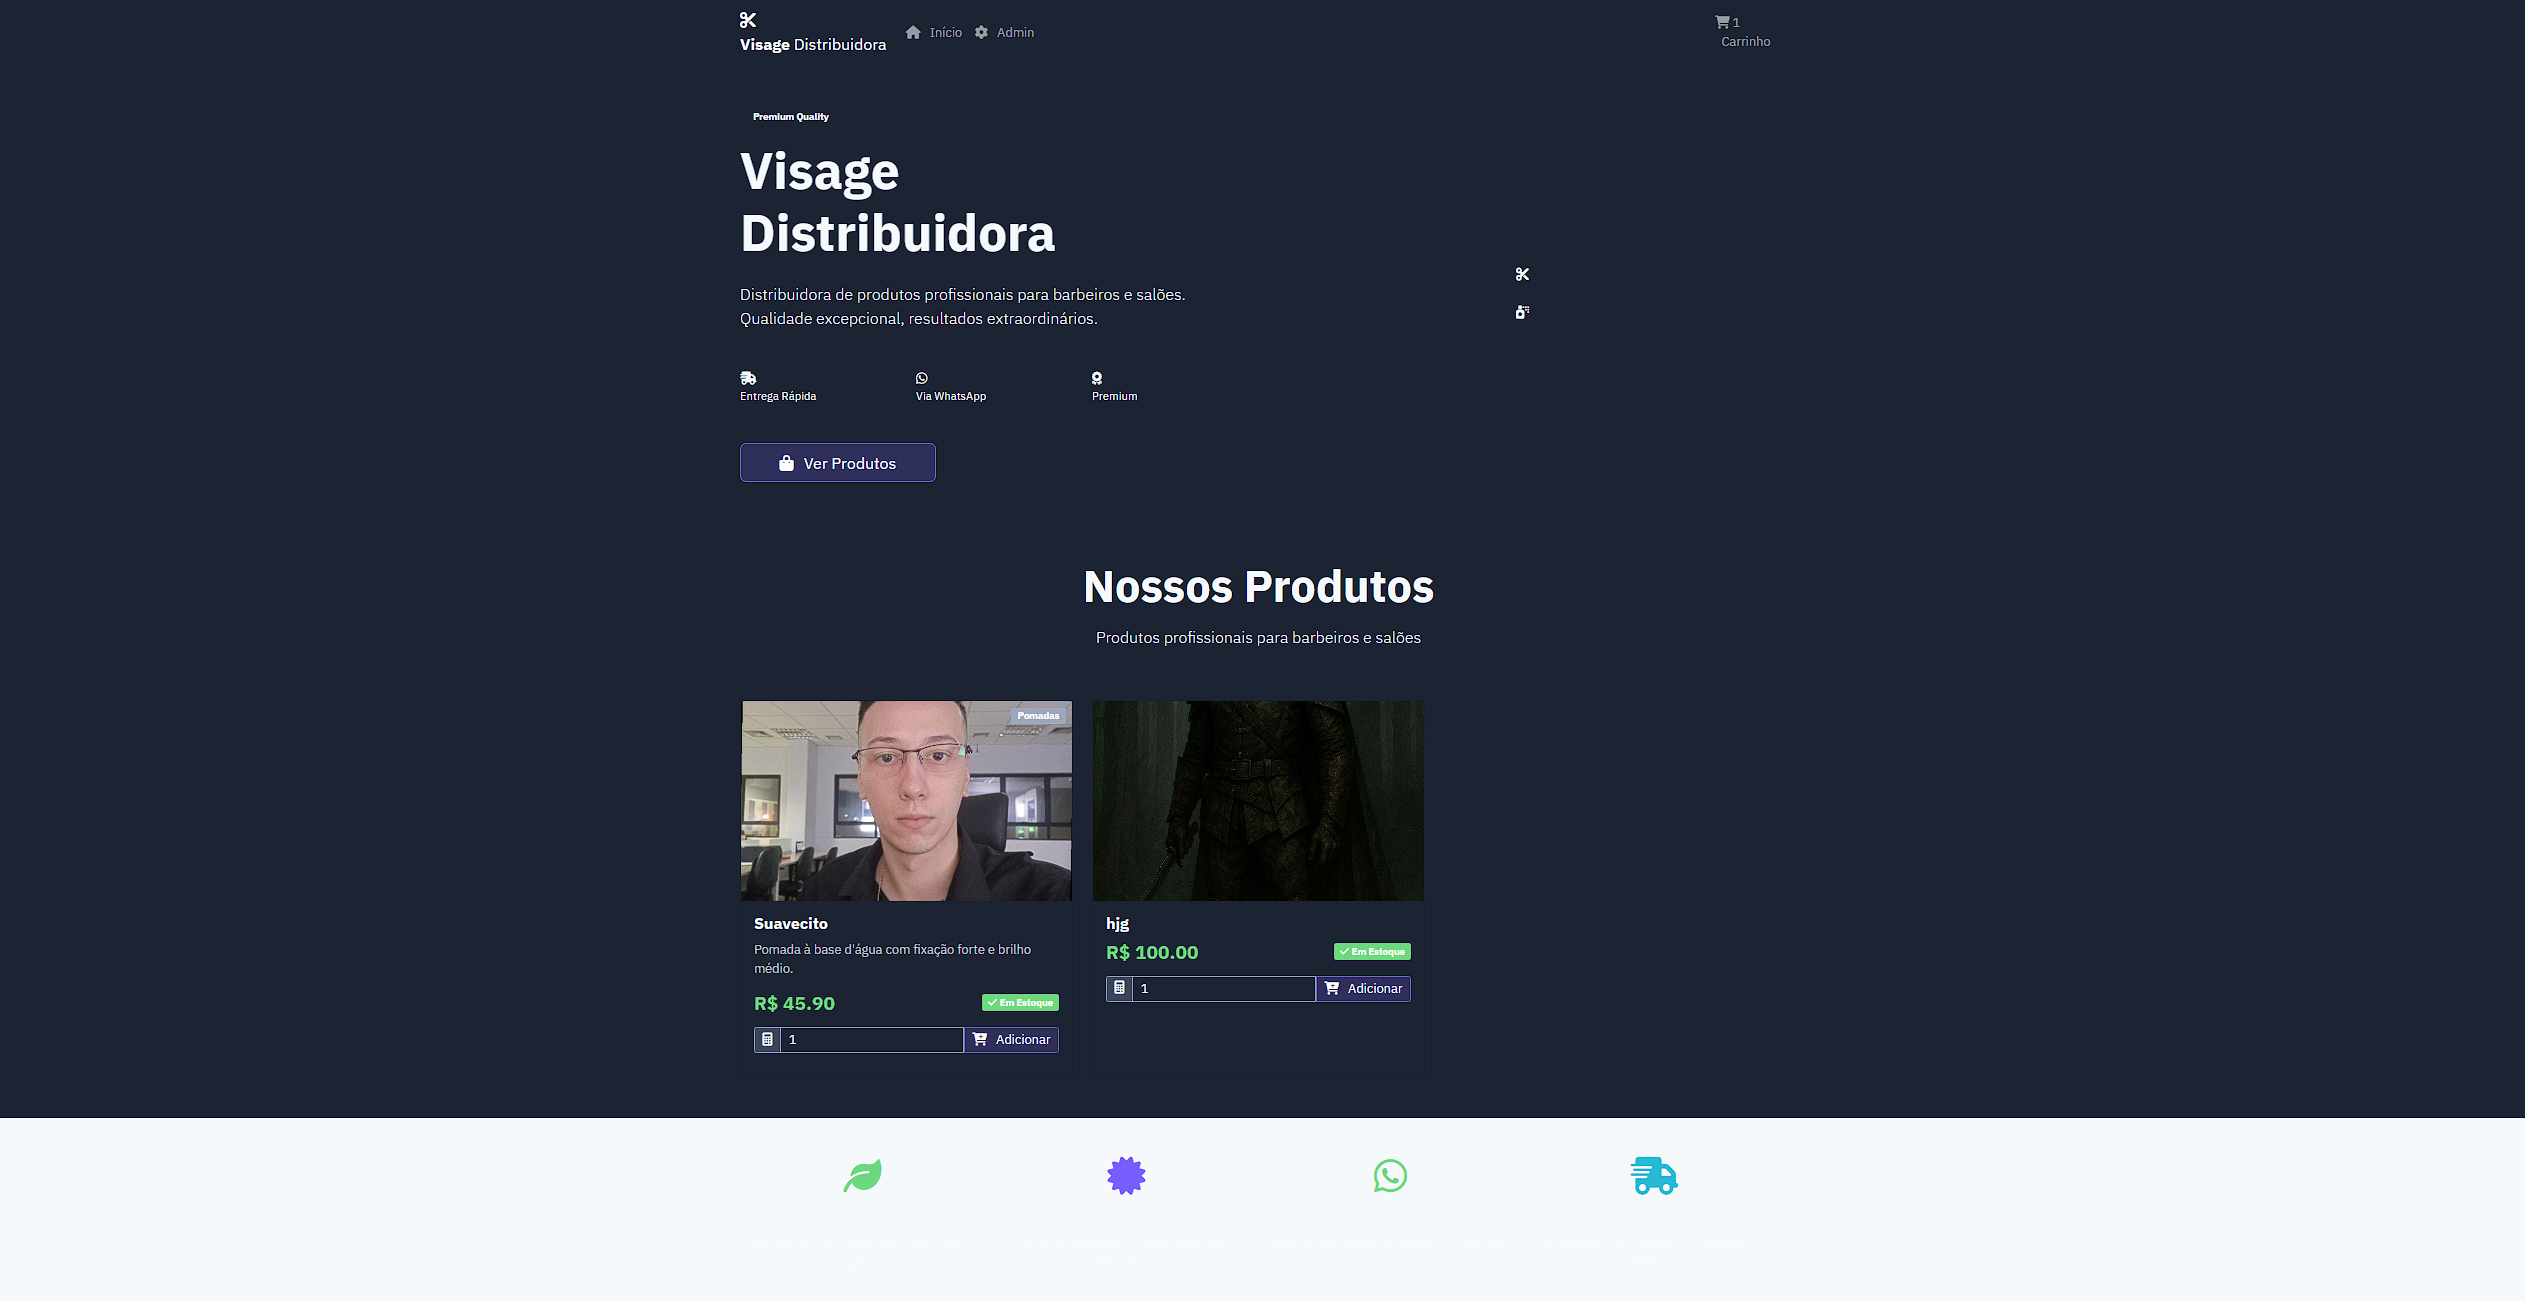 Visage Distribuidora
Início
Admin
1
Carrinho
Premium Quality
Visage
Distribuidora
Distribuidora de produtos profissionais para barbeiros e salões.
Qualidade excepcional, resultados extraordinários.
Entrega Rápida
Via WhatsApp
Premium
Ver Produtos
Nossos Produtos
Produtos profissionais para barbeiros e salões
Pomadas
Suavecito
Pomada à base d'água com fixação forte e brilho
médio.
R$ 45.90
Em Estoque
1
Adicionar
hjg
R$ 100.00
Em Estoque
1
Adicionar